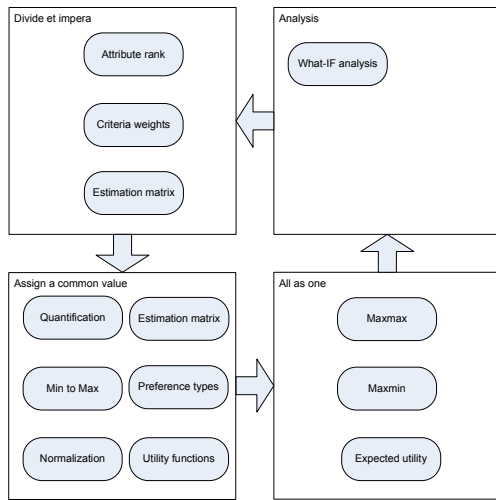 Divide et impera
Attribute rank
Criteria weights
Estimation matrix
Analysis
What-IF analysis
Assign a common value
Quantification
Estimation matrix
Min to Max
Preference types
Normalization
Utility functions
All as one
Maxmax
Maxmin
Expected utility